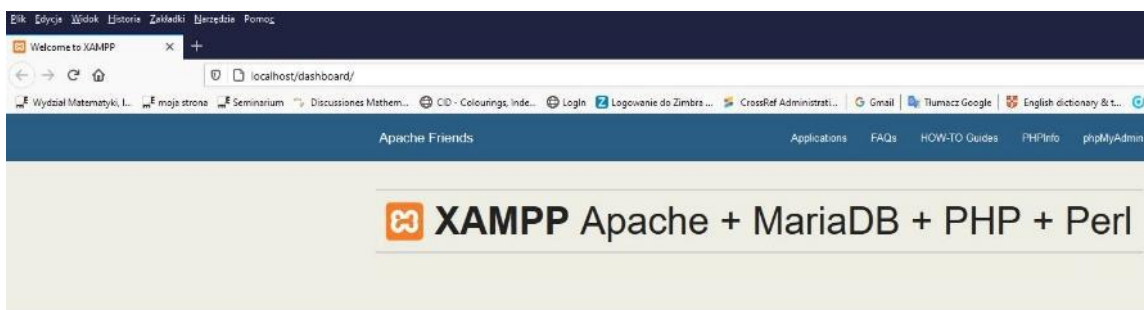 Plik Edycja Widok Historia Zakładki Narzędzia Pomoc
Welcome to XAMPP
localhost/dashboard/
Wydział Matematyki, I... moja strona Seminarium Discussiones Mathem... CID - Colourings, Inde... Login Logowanie do Zimbra ... CrossRef Administrati... Gmail Tłumacz Google English dictionary & t...
Apache Friends Applications FAQs HOW-TO Guides PHPInfo phpMyAdmin
XAMPP Apache + MariaDB + PHP + Perl